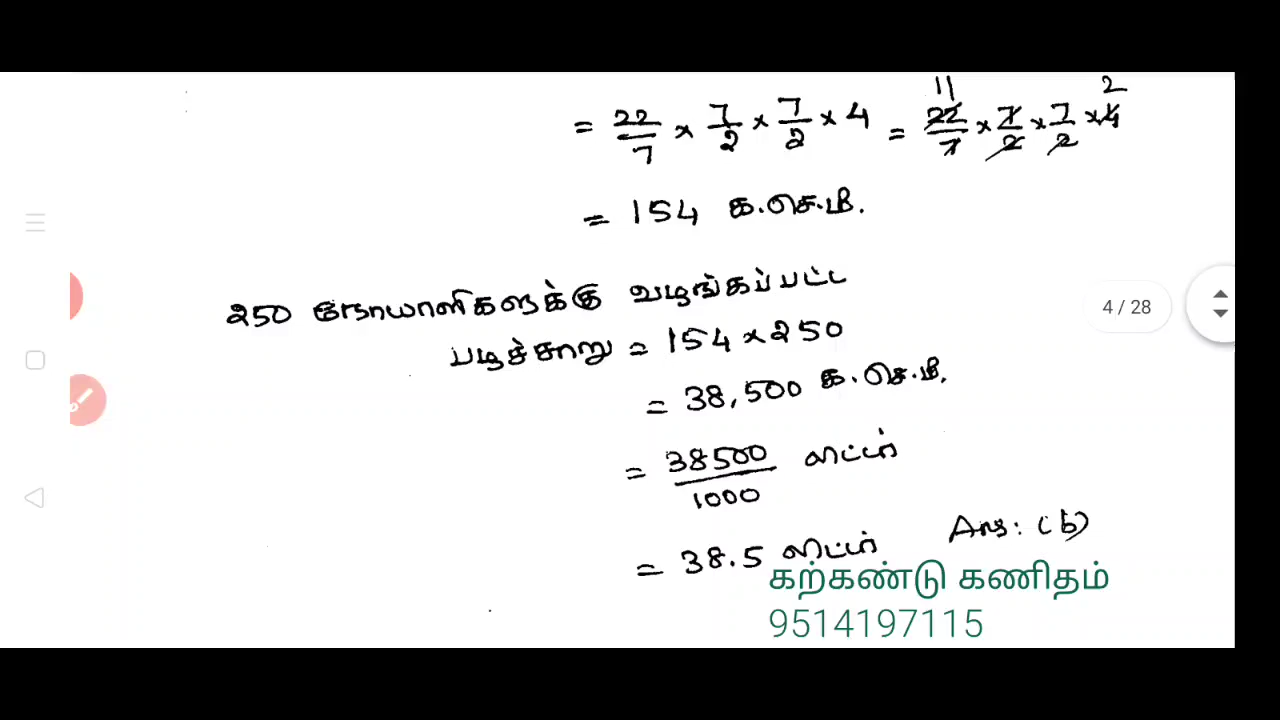 = 22/7 × 7/2 × 7/2 × 4 = 11 22/7 × 7/2 × 7/2 × 4 2
= 154 க.செ.மீ.
250 நோயாளிகளுக்கு வழங்கப்பட்ட
படிச்சாறு = 154 × 250
= 38,500 க.செ.மீ.
4 / 28
= 38500/1000 லிட்டர்
= 38.5 லிட்டர் Ans: (b)
கற்கண்டு கணிதம்
9514197115